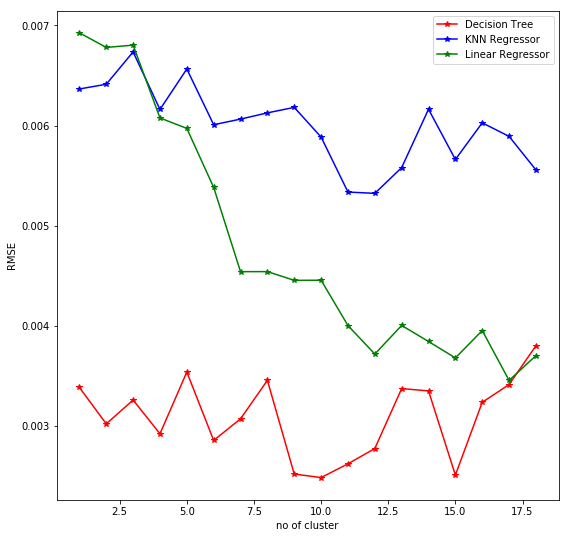 0.007
0.006
0.005
0.004
0.003
RMSE
2.5 5.0 7.5 10.0 12.5 15.0 17.5
no of cluster
Decision Tree
KNN Regressor
Linear Regressor